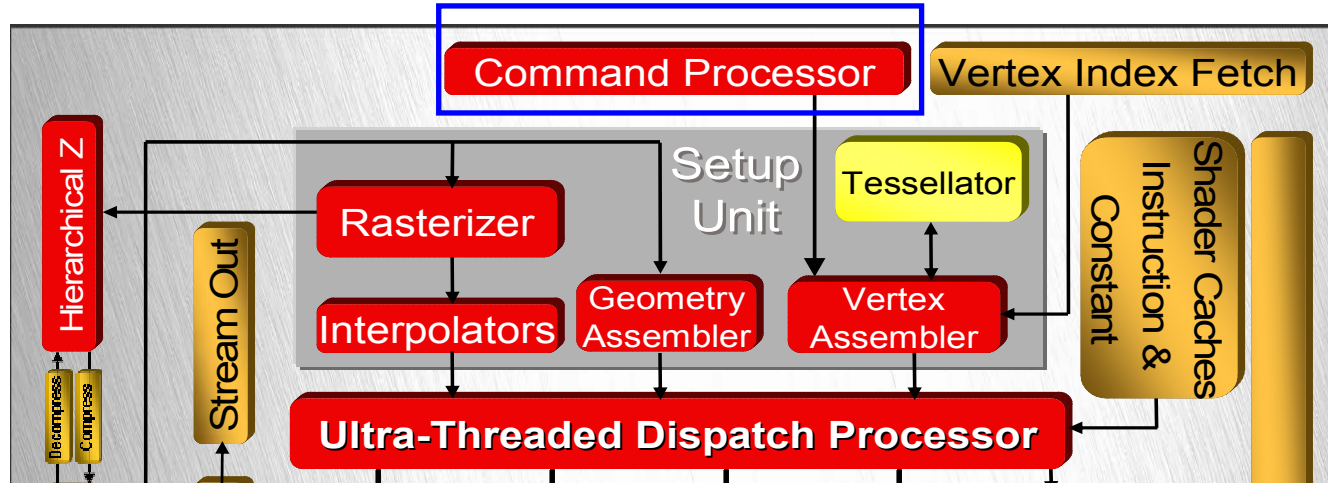 Command Processor
Vertex Index Fetch
Hierarchical Z
Setup
Unit
Tessellator
Shader Caches
Instruction &
Constant
Rasterizer
Stream Out
Interpolators
Geometry
Assembler
Vertex
Assembler
Decompress
Compress
Ultra-Threaded Dispatch Processor